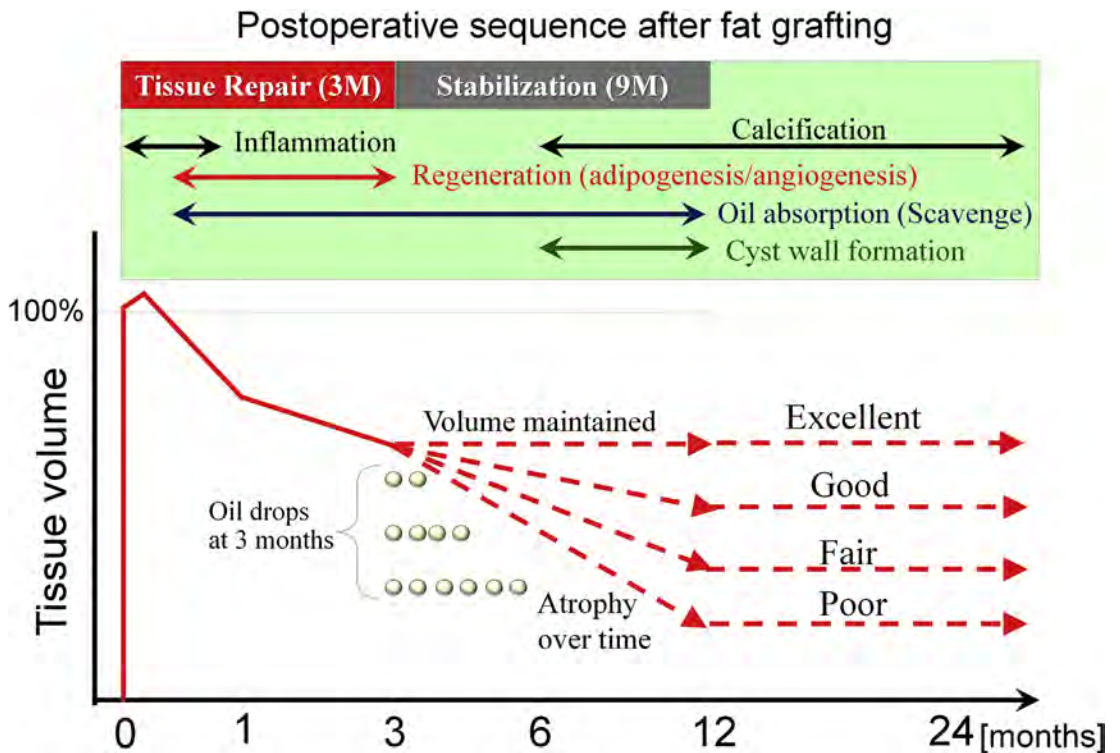 Postoperative sequence after fat grafting
Tissue Repair (3M)
Stabilization (9M)
Inflammation
Calcification
Regeneration (adipogenesis/angiogenesis)
Oil absorption (Scavenge)
Cyst wall formation
100%
Tissue volume
Volume maintained
Excellent
Good
Fair
Poor
Oil drops
at 3 months
Atrophy
over time
0 1 3 6 12 24 [months]